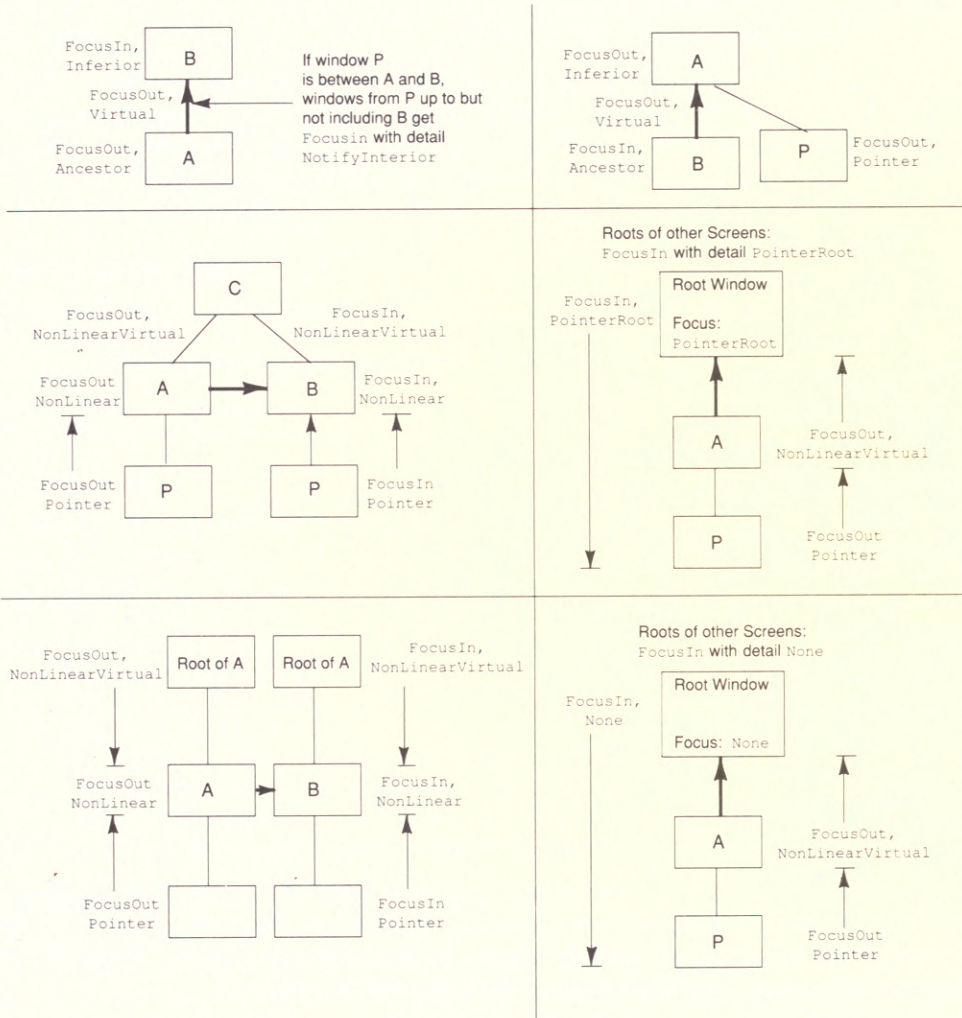 FocusIn,
Inferior
B
FocusOut,
Virtual
FocusOut,
Ancestor
A
If window P
is between A and B,
windows from P up to but
not including B get
Focusin with detail
NotifyInterior
FocusOut,
Inferior
A
FocusOut,
Virtual
FocusIn,
Ancestor
B
P
FocusOut,
Pointer
C
FocusOut,
NonLinearVirtual
FocusIn,
NonLinearVirtual
FocusOut
NonLinear
A
B
FocusIn,
NonLinear
FocusOut
Pointer
P
P
FocusIn
Pointer
Roots of other Screens:
FocusIn with detail PointerRoot
FocusIn,
PointerRoot
Root Window
Focus:
PointerRoot
A
FocusOut,
NonLinearVirtual
P
FocusOut
Pointer
FocusOut,
NonLinearVirtual
Root of A
Root of A
FocusIn,
NonLinearVirtual
FocusOut
NonLinear
A
B
FocusIn,
NonLinear
FocusOut
Pointer
FocusIn
Pointer
Roots of other Screens:
FocusIn with detail None
FocusIn,
None
Root Window
Focus: None
A
FocusOut,
NonLinearVirtual
P
FocusOut
Pointer